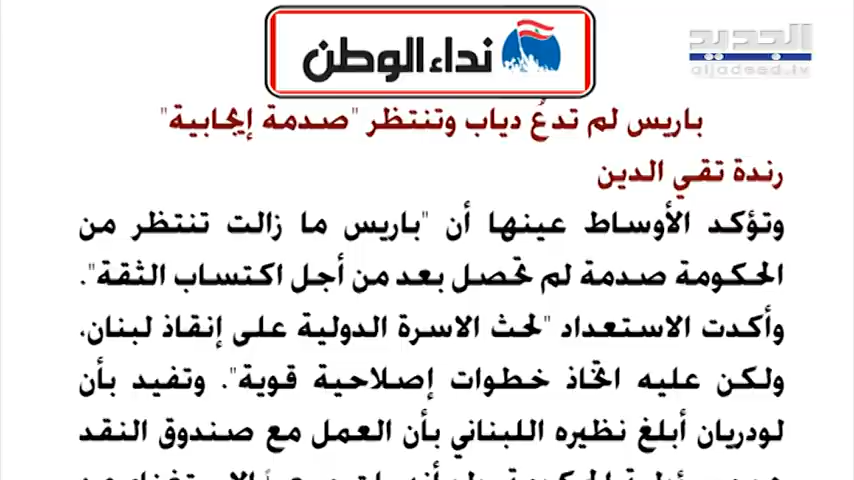 نداء الوطن
الجديد
aljadeed.tv
باريس لم تدعُ دياب وتنتظر "صدمة إيجابية"
رندة تقي الدين
وتؤكد الأوساط عينها أن "باريس ما زالت تنتظر من
الحكومة صدمة لم تحصل بعد من أجل اكتساب الثقة".
وأكدت الاستعداد "لحث الاسرة الدولية على إنقاذ لبنان،
ولكن عليه اتخاذ خطوات إصلاحية قوية". وتفيد بأن
لودريان أبلغ نظيره اللبناني بأن العمل مع صندوق النقد